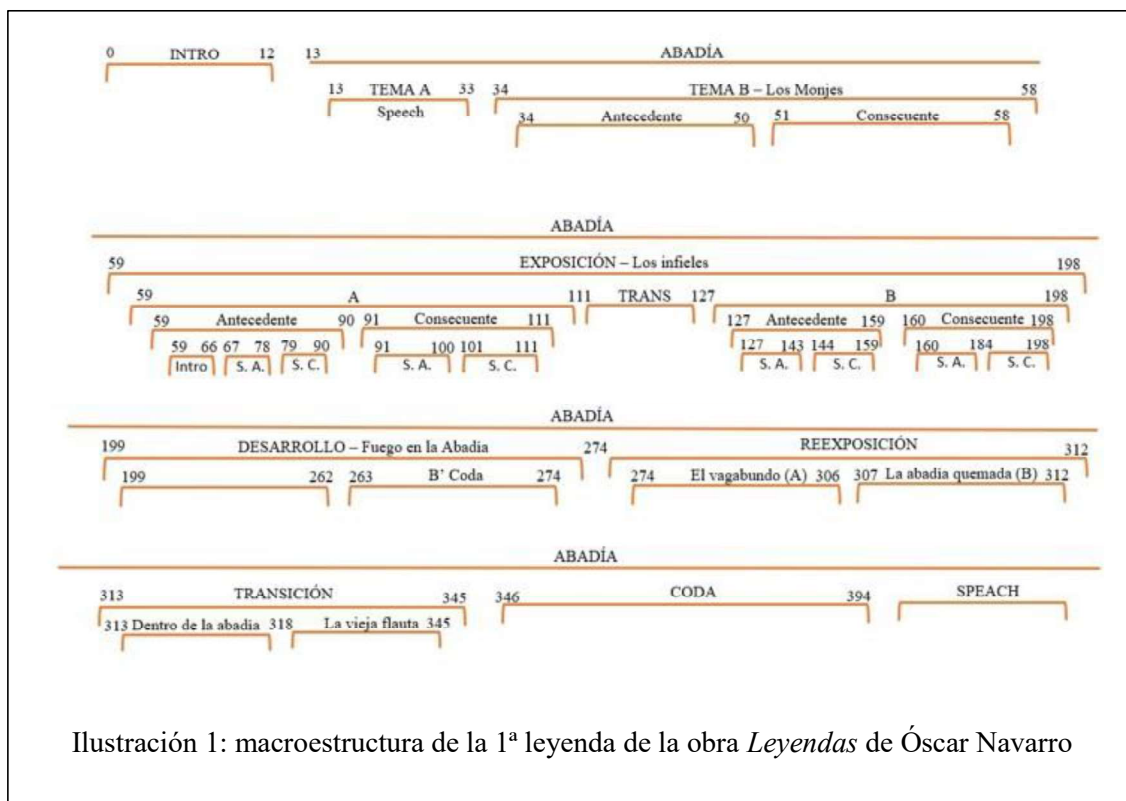 0 INTRO 12 13 ABADÍA
13 TEMA A 33 34 TEMA B – Los Monjes 58
Speech 34 Antecedente 50 51 Consecuente 58
ABADÍA
59 EXPOSICIÓN – Los infieles 198
59 A 111 TRANS 127 B 198
59 Antecedente 90 91 Consecuente 111 127 Antecedente 159 160 Consecuente 198
59 66 67 78 79 90 91 100 101 111 127 143 144 159 160 184 198
Intro S. A. S. C. S. A. S. C. S. A. S. C. S. A. S. C.
ABADÍA
199 DESARROLLO – Fuego en la Abadia 274 REEXPOSICIÓN 312
199 262 263 B' Coda 274 274 El vagabundo (A) 306 307 La abadia quemada (B) 312
ABADÍA
313 TRANSICIÓN 345 346 CODA 394 SPEACH
313 Dentro de la abadia 318 La vieja flauta 345
Ilustración 1: macroestructura de la 1ª leyenda de la obra Leyendas de Óscar Navarro